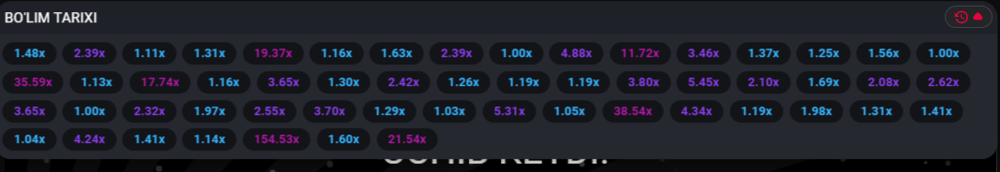 BO'LIM TARIXI
1.48x 2.39x 1.11x 1.31x 19.37x 1.16x 1.63x 2.39x 1.00x 4.88x 11.72x 3.46x 1.37x 1.25x 1.56x 1.00x
35.59x 1.13x 17.74x 1.16x 3.65x 1.30x 2.42x 1.26x 1.19x 1.19x 3.80x 5.45x 2.10x 1.69x 2.08x 2.62x
3.65x 1.00x 2.32x 1.97x 2.55x 3.70x 1.29x 1.03x 5.31x 1.05x 38.54x 4.34x 1.19x 1.98x 1.31x 1.41x
1.04x 4.24x 1.41x 1.14x 154.53x 1.60x 21.54x